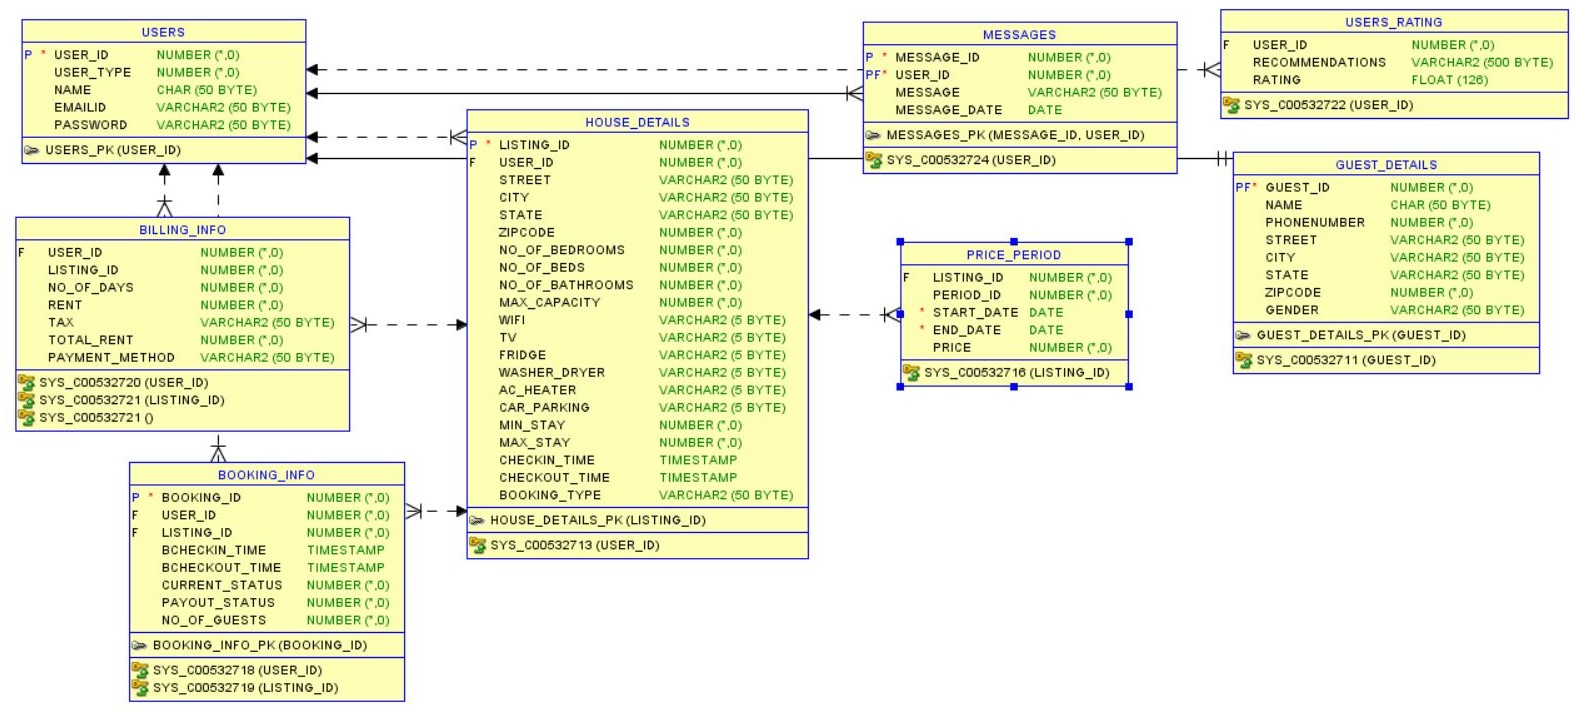 USERS
P * USER_ID NUMBER (*,0)
USER_TYPE NUMBER (*,0)
NAME CHAR (50 BYTE)
EMAILID VARCHAR2 (50 BYTE)
PASSWORD VARCHAR2 (50 BYTE)
USERS_PK (USER_ID)
MESSAGES
P * MESSAGE_ID NUMBER (*,0)
PF* USER_ID NUMBER (*,0)
MESSAGE VARCHAR2 (50 BYTE)
MESSAGE_DATE DATE
MESSAGES_PK (MESSAGE_ID, USER_ID)
SYS_C00532724 (USER_ID)
USERS_RATING
F USER_ID NUMBER (*,0)
RECOMMENDATIONS VARCHAR2 (500 BYTE)
RATING FLOAT (126)
SYS_C00532722 (USER_ID)
HOUSE_DETAILS
P * LISTING_ID NUMBER (*,0)
F USER_ID NUMBER (*,0)
STREET VARCHAR2 (50 BYTE)
CITY VARCHAR2 (50 BYTE)
STATE VARCHAR2 (50 BYTE)
ZIPCODE NUMBER (*,0)
NO_OF_BEDROOMS NUMBER (*,0)
NO_OF_BEDS NUMBER (*,0)
NO_OF_BATHROOMS NUMBER (*,0)
MAX_CAPACITY NUMBER (*,0)
WIFI VARCHAR2 (5 BYTE)
TV VARCHAR2 (5 BYTE)
FRIDGE VARCHAR2 (5 BYTE)
WASHER_DRYER VARCHAR2 (5 BYTE)
AC_HEATER VARCHAR2 (5 BYTE)
CAR_PARKING VARCHAR2 (5 BYTE)
MIN_STAY NUMBER (*,0)
MAX_STAY NUMBER (*,0)
CHECKIN_TIME TIMESTAMP
CHECKOUT_TIME TIMESTAMP
BOOKING_TYPE VARCHAR2 (50 BYTE)
HOUSE_DETAILS_PK (LISTING_ID)
SYS_C00532713 (USER_ID)
GUEST_DETAILS
PF* GUEST_ID NUMBER (*,0)
NAME CHAR (50 BYTE)
PHONENUMBER NUMBER (*,0)
STREET VARCHAR2 (50 BYTE)
CITY VARCHAR2 (50 BYTE)
STATE VARCHAR2 (50 BYTE)
ZIPCODE NUMBER (*,0)
GENDER VARCHAR2 (50 BYTE)
GUEST_DETAILS_PK (GUEST_ID)
SYS_C00532711 (GUEST_ID)
BILLING_INFO
F USER_ID NUMBER (*,0)
LISTING_ID NUMBER (*,0)
NO_OF_DAYS NUMBER (*,0)
RENT NUMBER (*,0)
TAX VARCHAR2 (50 BYTE)
TOTAL_RENT NUMBER (*,0)
PAYMENT_METHOD VARCHAR2 (50 BYTE)
SYS_C00532720 (USER_ID)
SYS_C00532721 (LISTING_ID)
SYS_C00532721 ()
PRICE_PERIOD
F LISTING_ID NUMBER (*,0)
PERIOD_ID NUMBER (*,0)
* START_DATE DATE
* END_DATE DATE
PRICE NUMBER (*,0)
SYS_C00532716 (LISTING_ID)
BOOKING_INFO
P * BOOKING_ID NUMBER (*,0)
F USER_ID NUMBER (*,0)
F LISTING_ID NUMBER (*,0)
BCHECKIN_TIME TIMESTAMP
BCHECKOUT_TIME TIMESTAMP
CURRENT_STATUS NUMBER (*,0)
PAYOUT_STATUS NUMBER (*,0)
NO_OF_GUESTS NUMBER (*,0)
BOOKING_INFO_PK (BOOKING_ID)
SYS_C00532718 (USER_ID)
SYS_C00532719 (LISTING_ID)